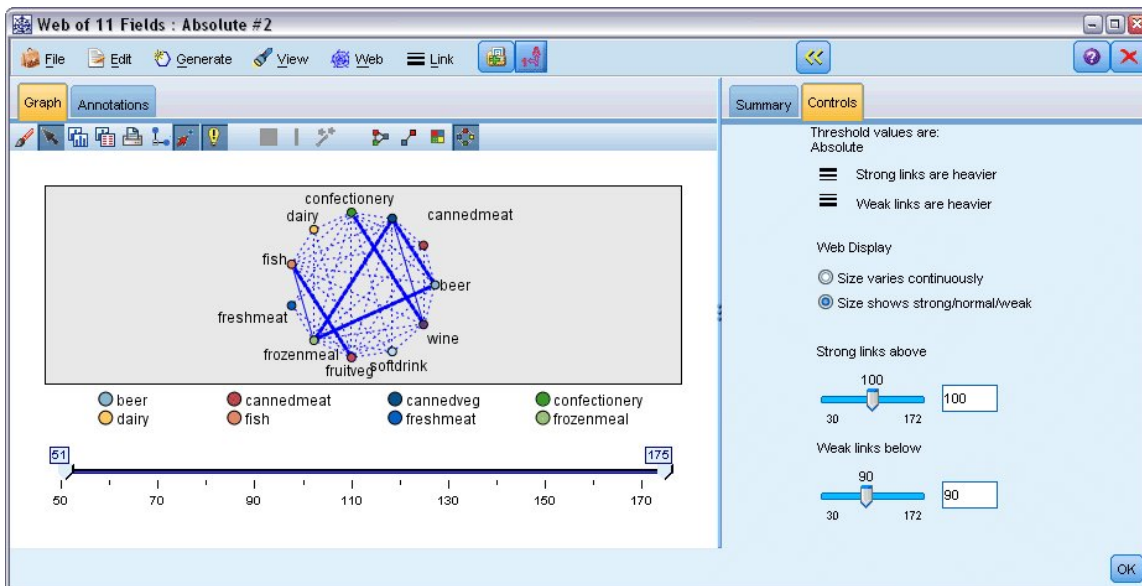 Web of 11 Fields : Absolute #2
File Edit Generate View Web Link
Graph Annotations
Summary Controls
Threshold values are:
Absolute
Strong links are heavier
Weak links are heavier
Web Display
Size varies continuously
Size shows strong/normal/weak
Strong links above
100
100
30 172
Weak links below
90
90
30 172
confectionery
dairy
cannedmeat
fish
beer
freshmeat
wine
frozenmeal
softdrink
fruitveg
beer cannedmeat cannedveg confectionery
dairy fish freshmeat frozenmeal
51 175
50 70 90 110 130 150 170
OK